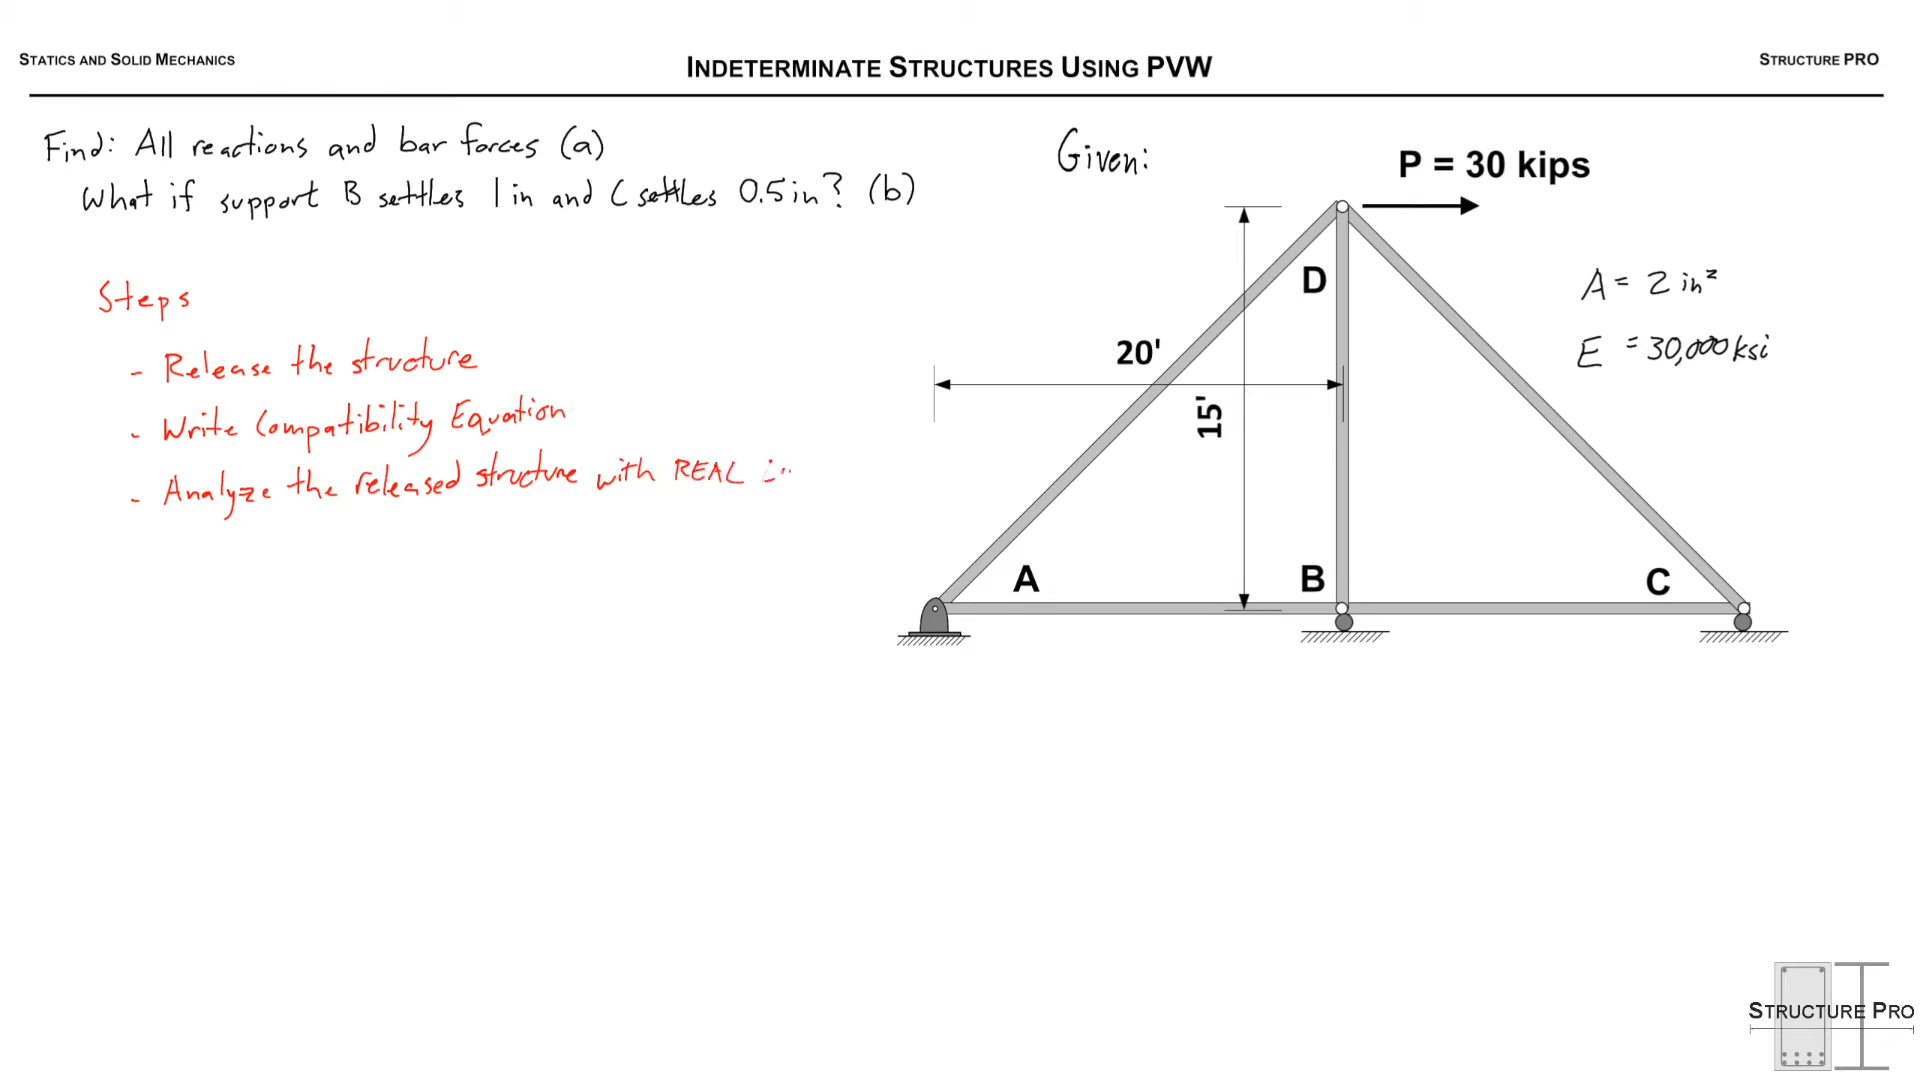 STATICS AND SOLID MECHANICS
INDETERMINATE STRUCTURES USING PVW
STRUCTURE PRO
Find: All reactions and bar forces (a)
What if support B settles 1 in and C settles 0.5 in? (b)
Steps
- Release the structure
- Write Compatibility Equation
- Analyze the released structure with REAL
Given:
P = 30 kips
D
A = 2 in²
E = 30,000 ksi
20'
15'
A
B
C
STRUCTURE PRO